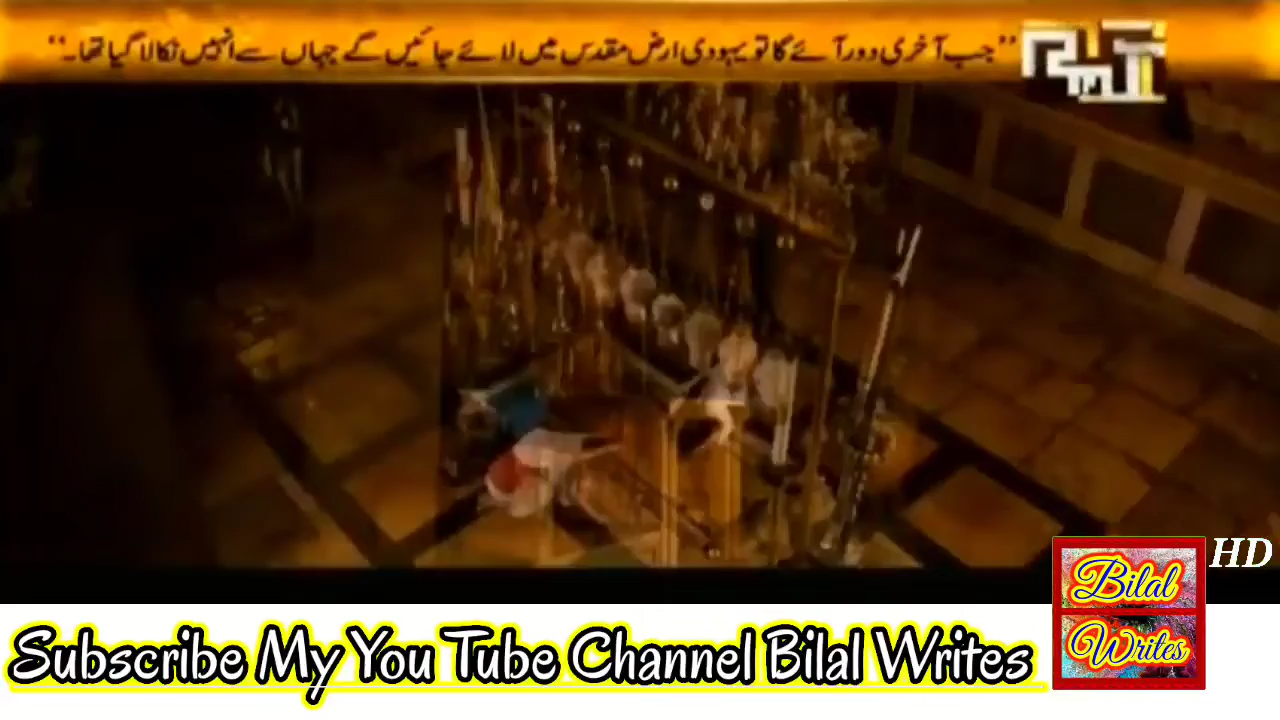 ’’جب آخری دور آئے گا تو یہودی ارض مقدس میں لائے جائیں گے جہاں سے انہیں نکالا گیا تھا۔‘‘
HD
Bilal
Writes
Subscribe My You Tube Channel Bilal Writes